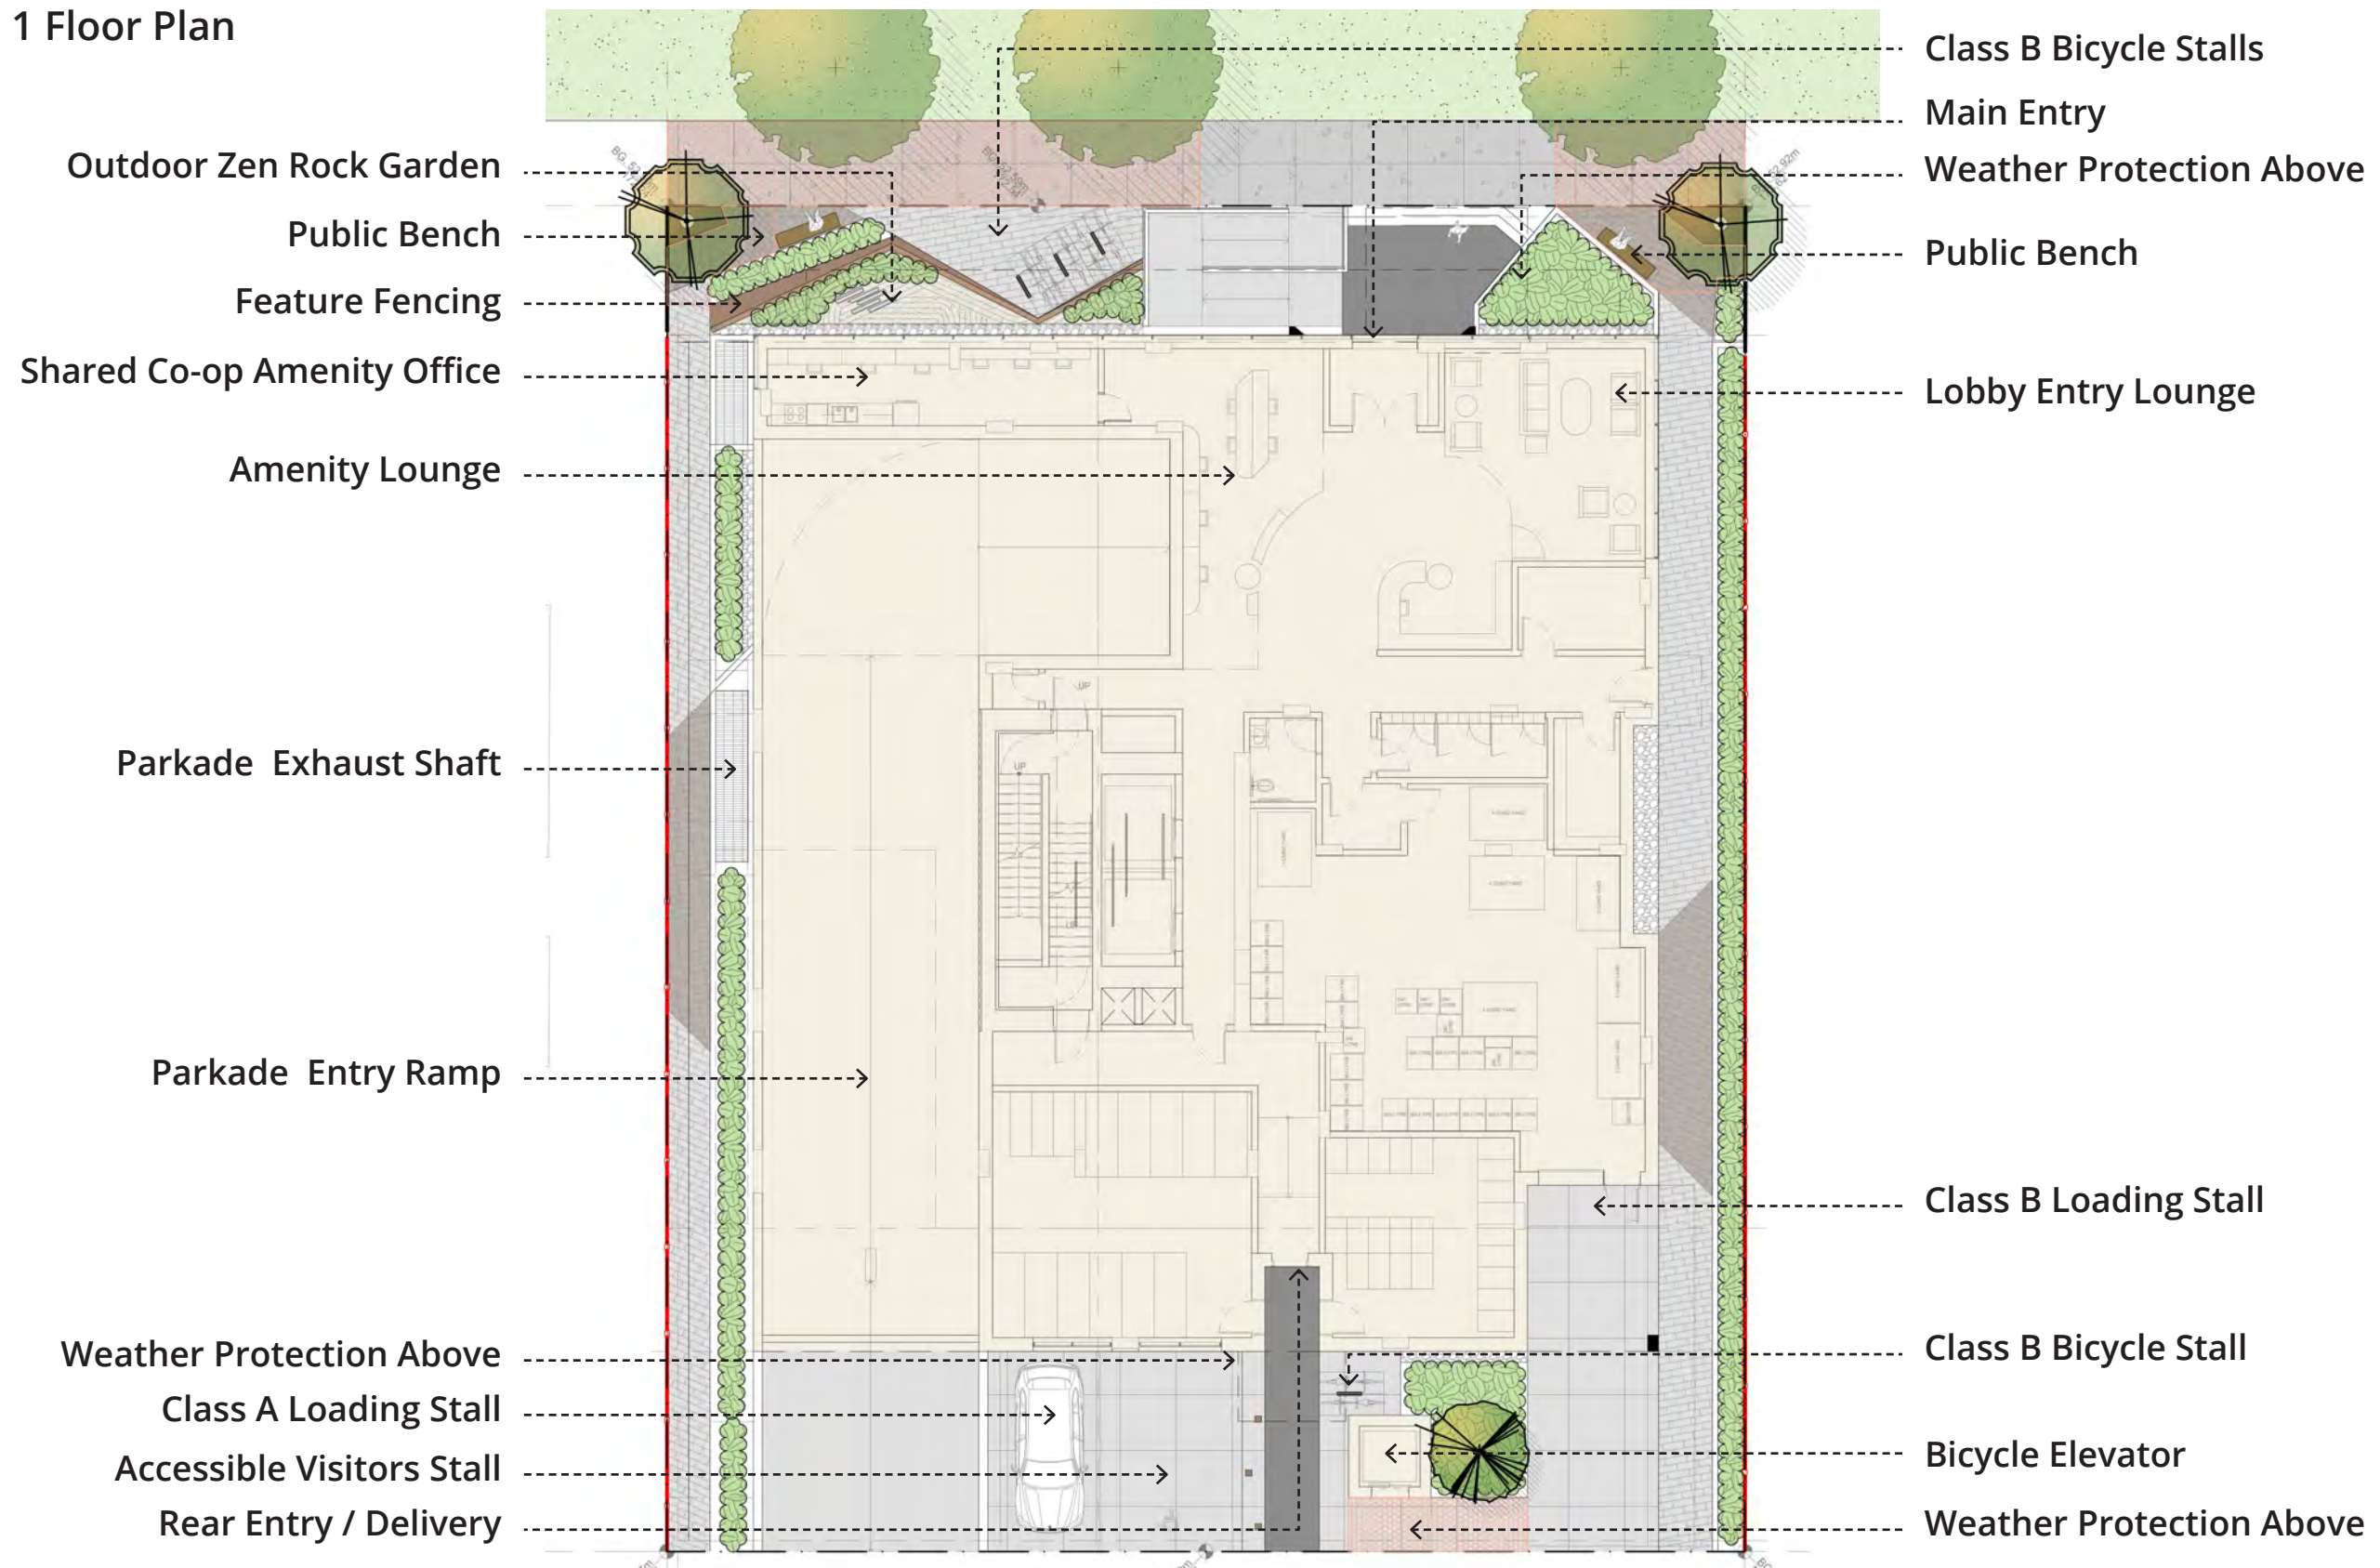 1 Floor Plan
Outdoor Zen Rock Garden
Public Bench
Feature Fencing
Shared Co-op Amenity Office
Amenity Lounge
Parkade Exhaust Shaft
Parkade Entry Ramp
Weather Protection Above
Class A Loading Stall
Accessible Visitors Stall
Rear Entry / Delivery
UP
UP
Class B Bicycle Stalls
Main Entry
Weather Protection Above
Public Bench
Lobby Entry Lounge
Class B Loading Stall
Class B Bicycle Stall
Bicycle Elevator
Weather Protection Above